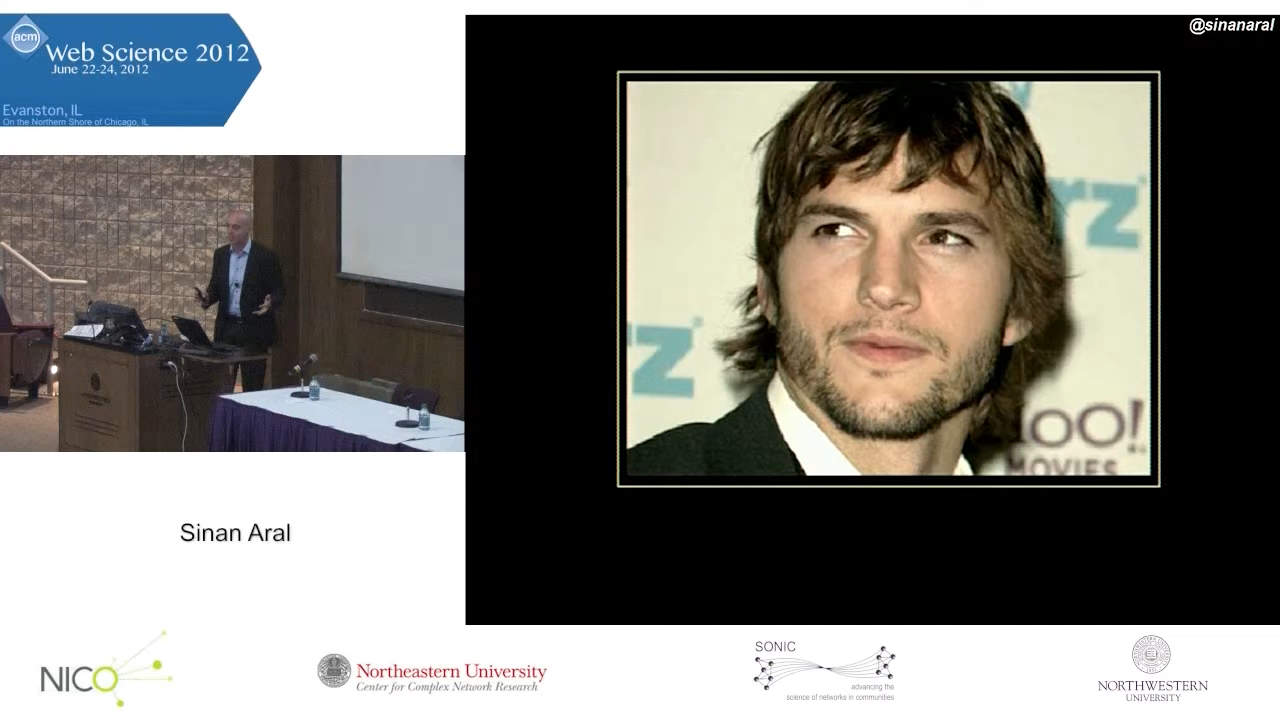 acm
Web Science 2012
June 22-24, 2012
Evanston, IL
On the Northern Shore of Chicago, IL
@sinanaral
rz
z
HOO!
MOVIES
Sinan Aral
NICO
Northeastern University
Center for Complex Network Research
SONIC
advancing the
science of networks in communities
NORTHWESTERN
UNIVERSITY